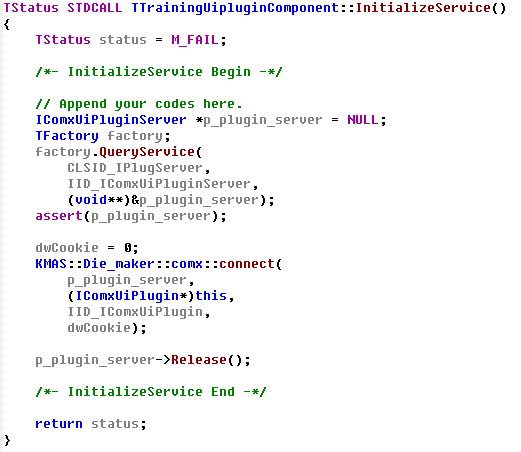 TStatus STDCALL TTrainingUipluginComponent::InitializeService()
{
    TStatus status = M_FAIL;

    /*- InitializeService Begin -*/

    // Append your codes here.
    IComxUiPluginServer *p_plugin_server = NULL;
    TFactory factory;
    factory.QueryService(
        CLSID_IPlugServer,
        IID_IComxUiPluginServer,
        (void**)&p_plugin_server);
    assert(p_plugin_server);

    dwCookie = 0;
    KMAS::Die_maker::comx::connect(
        p_plugin_server,
        (IComxUiPlugin*)this,
        IID_IComxUiPlugin,
        dwCookie);

    p_plugin_server->Release();

    /*- InitializeService End -*/

    return status;
}